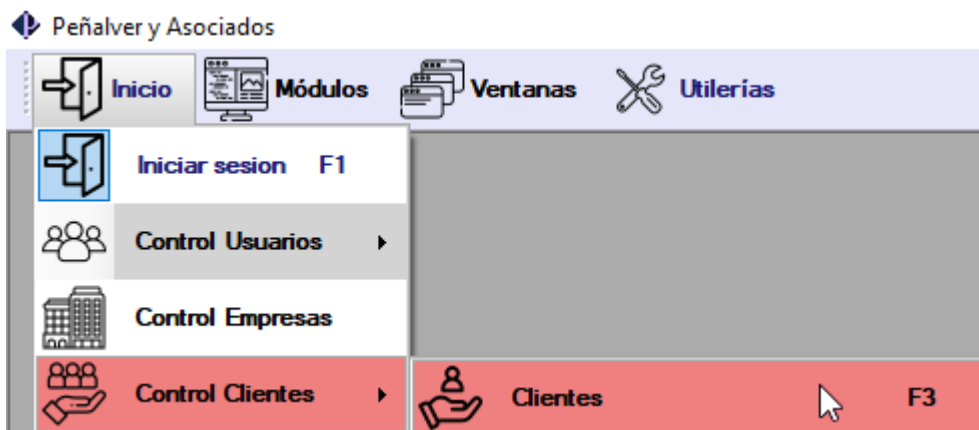 Peñalver y Asociados
Inicio Módulos Ventanas Utilerías
Iniciar sesion F1
Control Usuarios
Control Empresas
Control Clientes Clientes F3